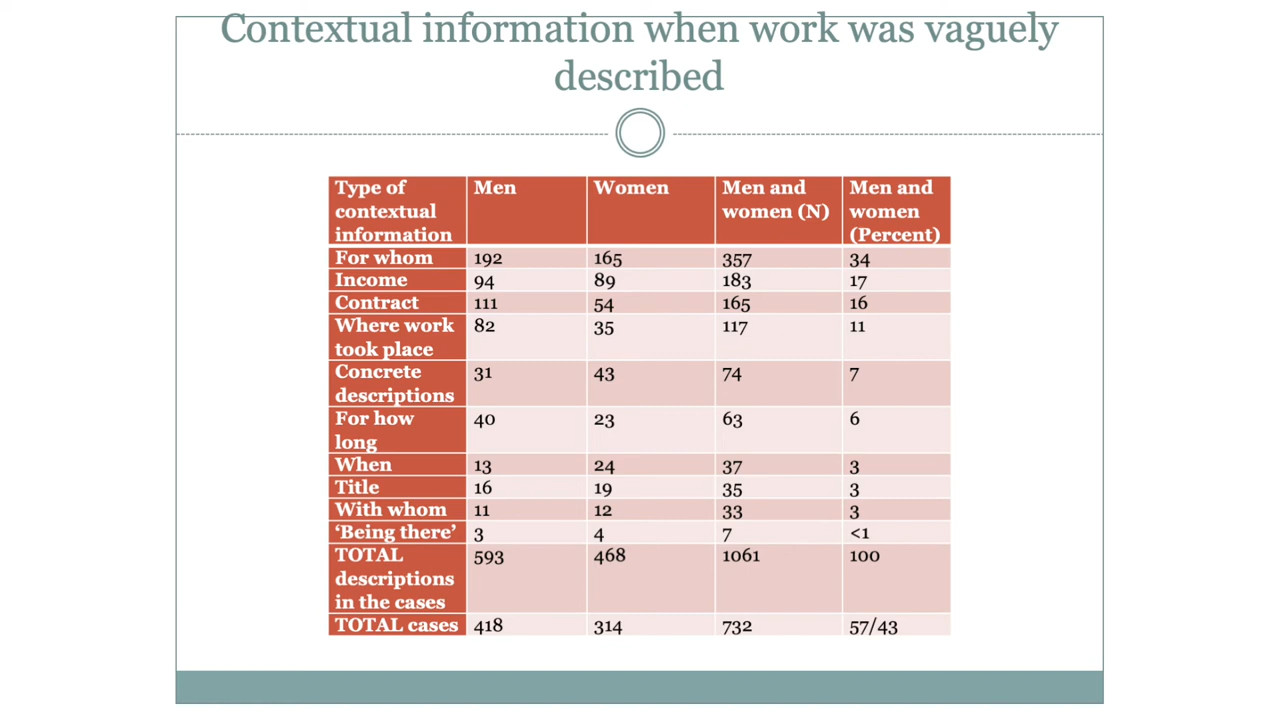 Contextual information when work was vaguely
described
Type of
contextual
information
Men
Women
Men and
women (N)
Men and
women
(Percent)
For whom 192 165 357 34
Income 94 89 183 17
Contract 111 54 165 16
Where work
took place
82 35 117 11
Concrete
descriptions
31 43 74 7
For how
long
40 23 63 6
When 13 24 37 3
Title 16 19 35 3
With whom 11 12 33 3
‘Being there’ 3 4 7 <1
TOTAL
descriptions
in the cases
593 468 1061 100
TOTAL cases 418 314 732 57/43